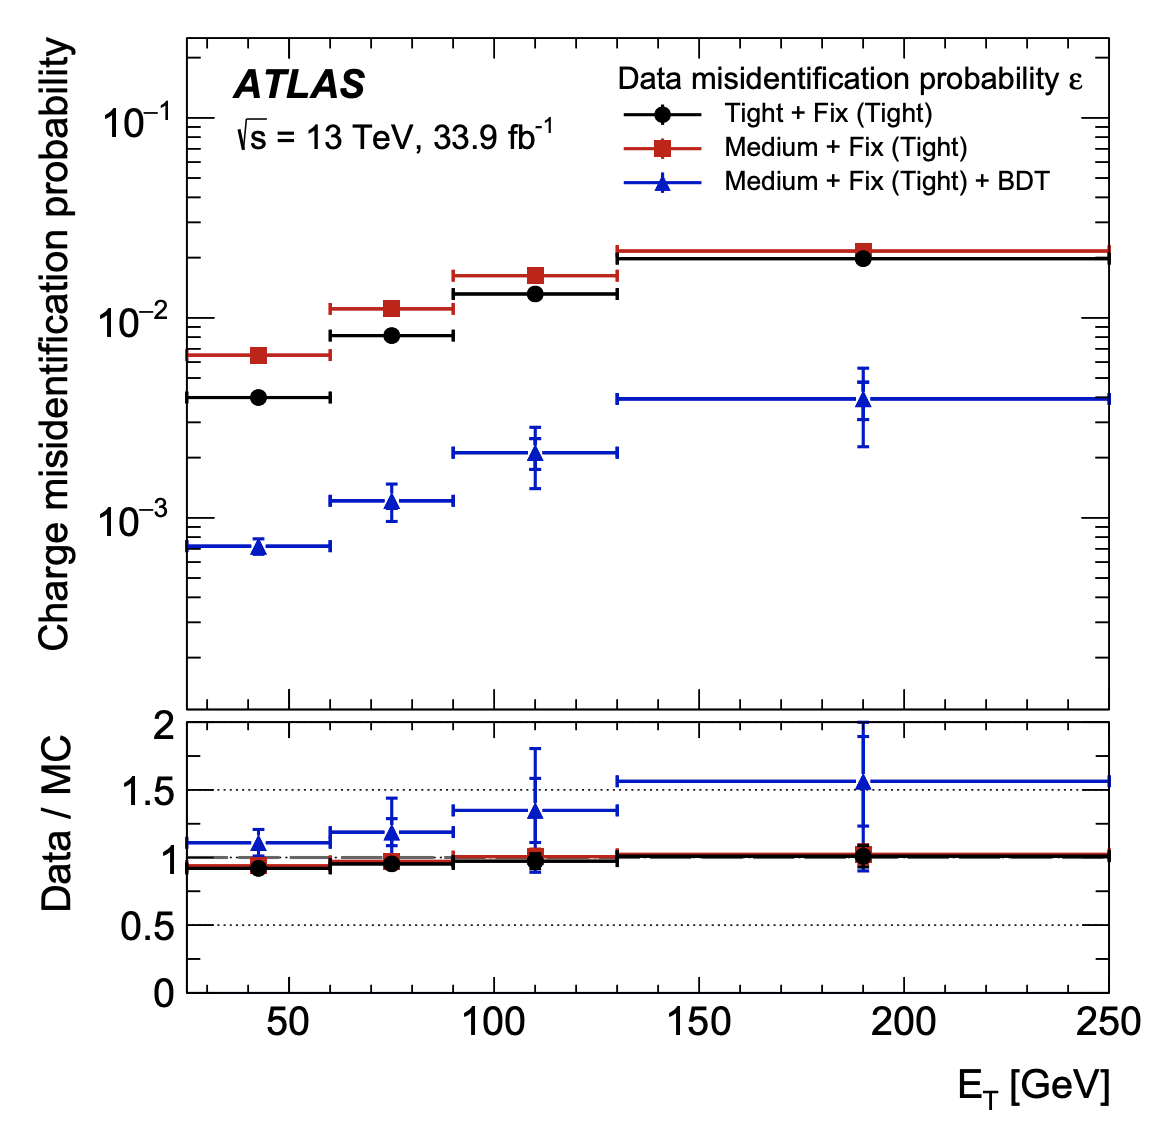 ATLAS
√s = 13 TeV, 33.9 fb⁻¹
Data misidentification probability ε
Tight + Fix (Tight)
Medium + Fix (Tight)
Medium + Fix (Tight) + BDT
Charge misidentification probability
10⁻¹
10⁻²
10⁻³
Data / MC
2
1.5
1
0.5
0
50 100 150 200 250
E_T [GeV]